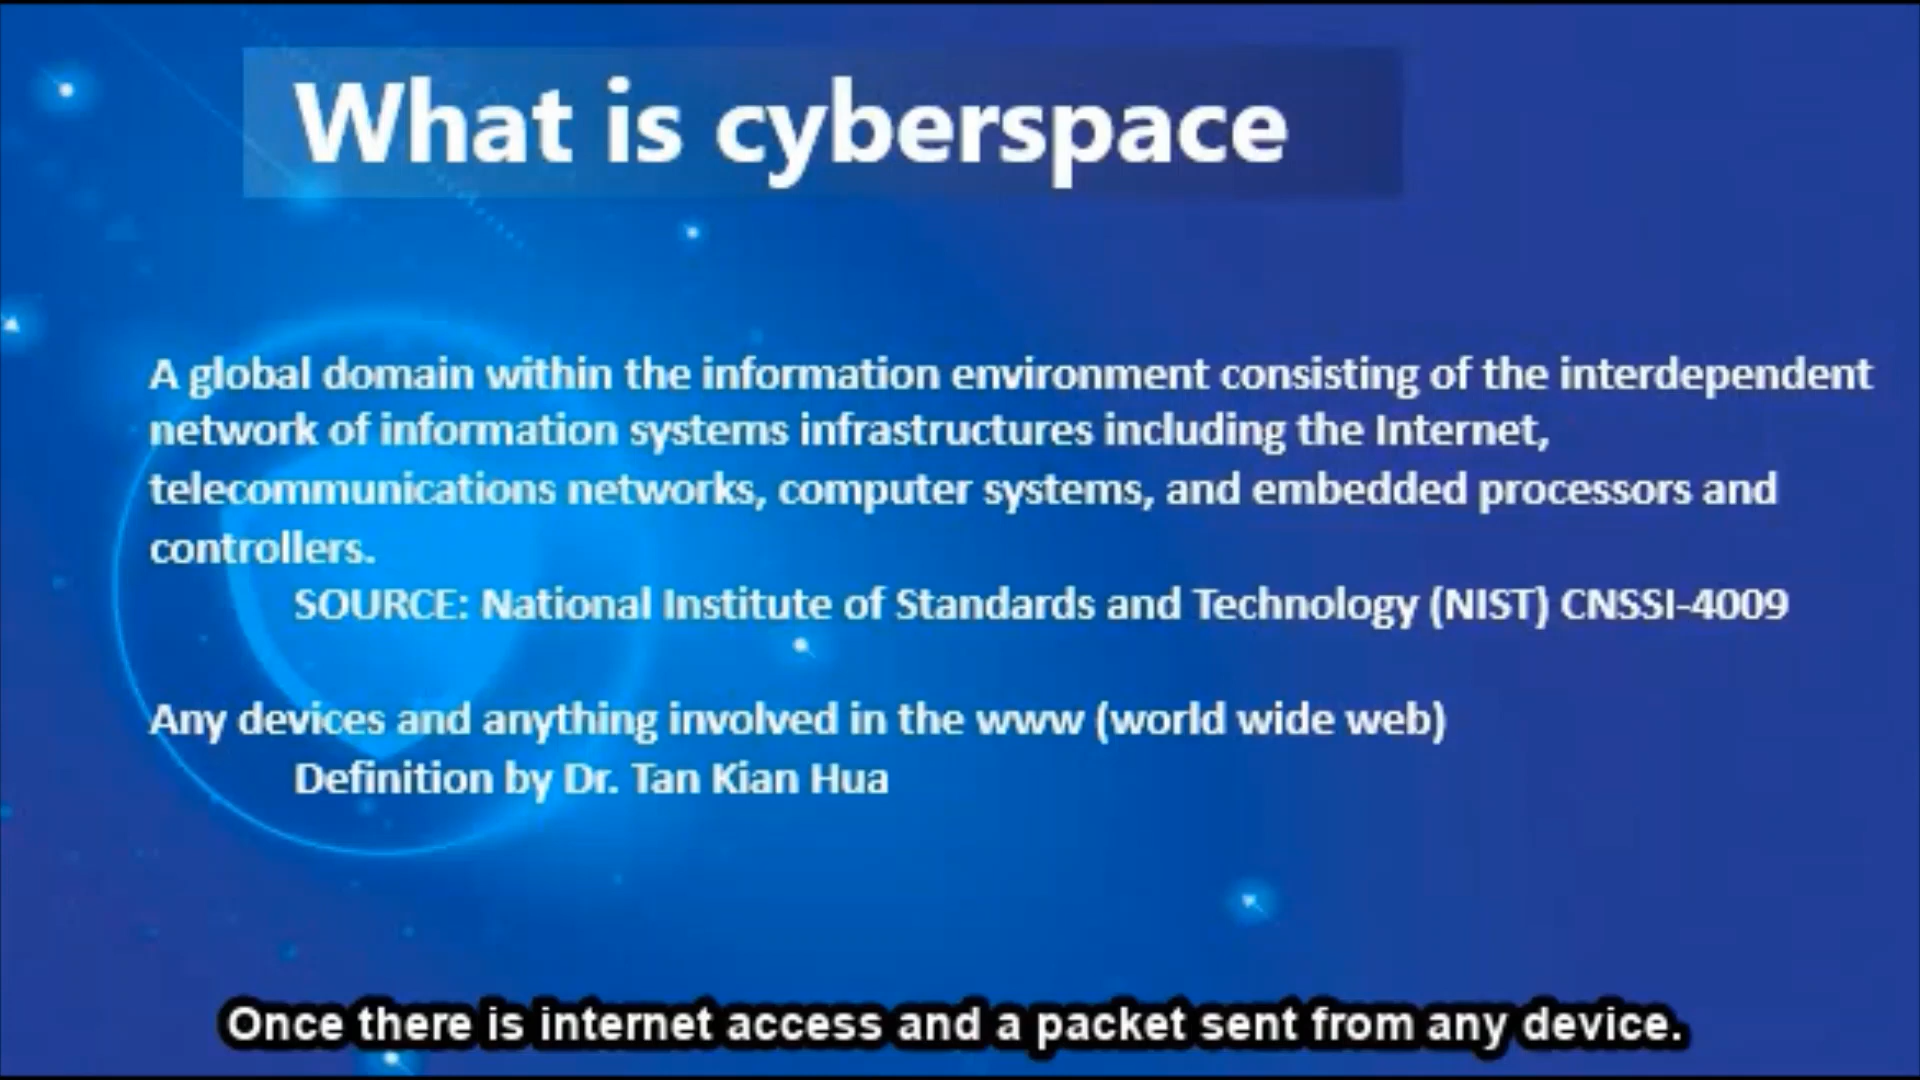 What is cyberspace
A global domain within the information environment consisting of the interdependent
network of information systems infrastructures including the Internet,
telecommunications networks, computer systems, and embedded processors and
controllers.
SOURCE: National Institute of Standards and Technology (NIST) CNSSI-4009
Any devices and anything involved in the www (world wide web)
Definition by Dr. Tan Kian Hua
Once there is internet access and a packet sent from any device.